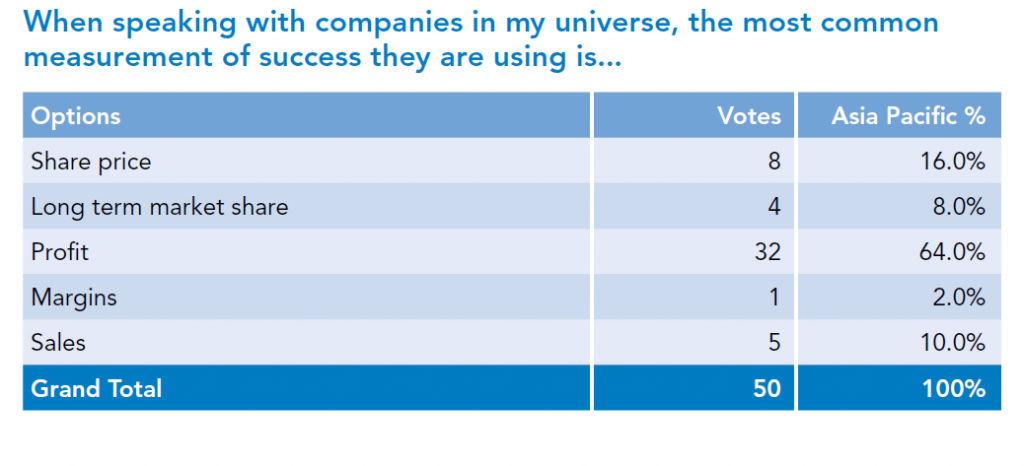 When speaking with companies in my universe, the most common
measurement of success they are using is...
Options Votes Asia Pacific %
Share price 8 16.0%
Long term market share 4 8.0%
Profit 32 64.0%
Margins 1 2.0%
Sales 5 10.0%
Grand Total 50 100%